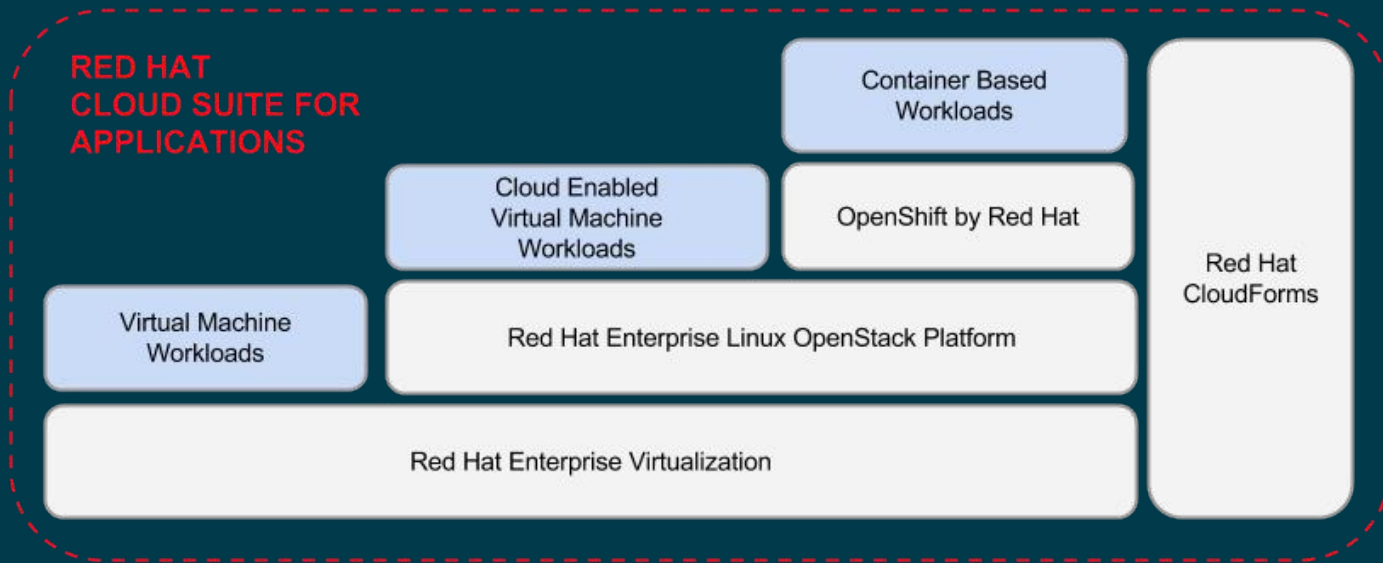 RED HAT
CLOUD SUITE FOR
APPLICATIONS
Container Based
Workloads
Cloud Enabled
Virtual Machine
Workloads
OpenShift by Red Hat
Red Hat
CloudForms
Virtual Machine
Workloads
Red Hat Enterprise Linux OpenStack Platform
Red Hat Enterprise Virtualization